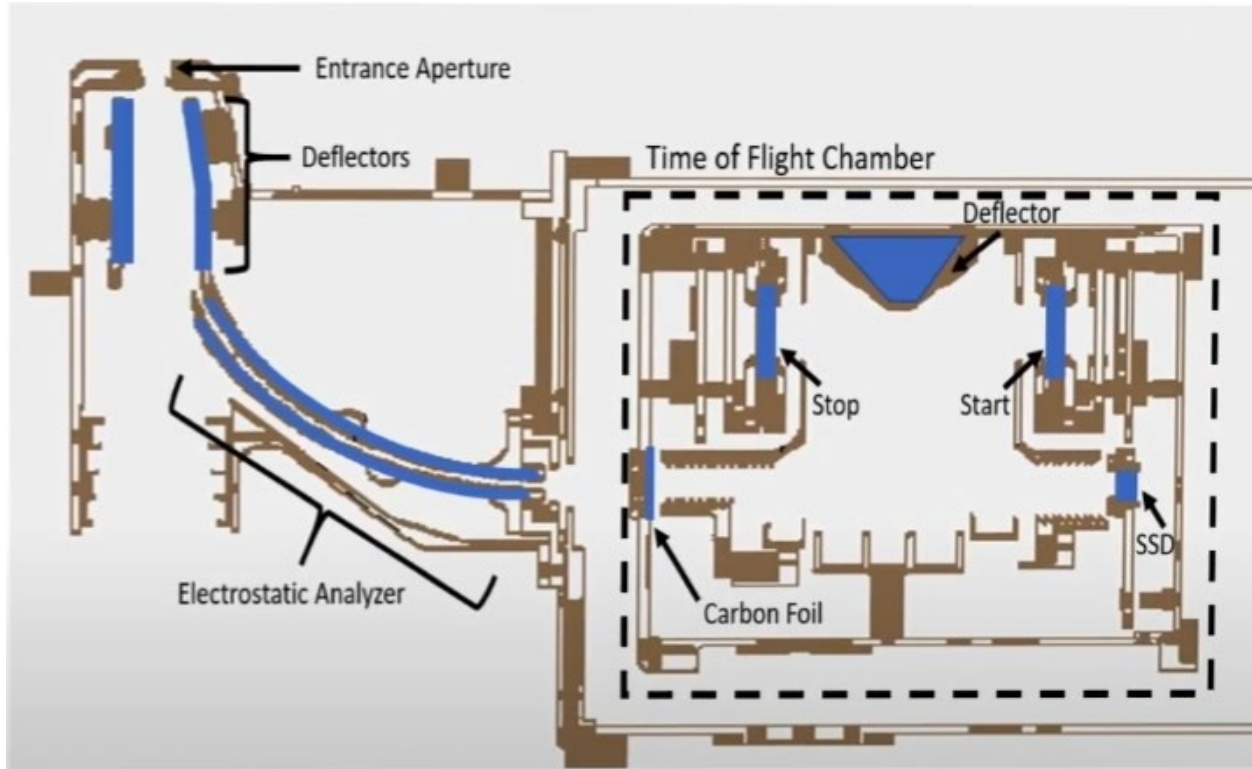 Entrance Aperture
Deflectors
Time of Flight Chamber
Deflector
Stop
Start
SSD
Electrostatic Analyzer
Carbon Foil